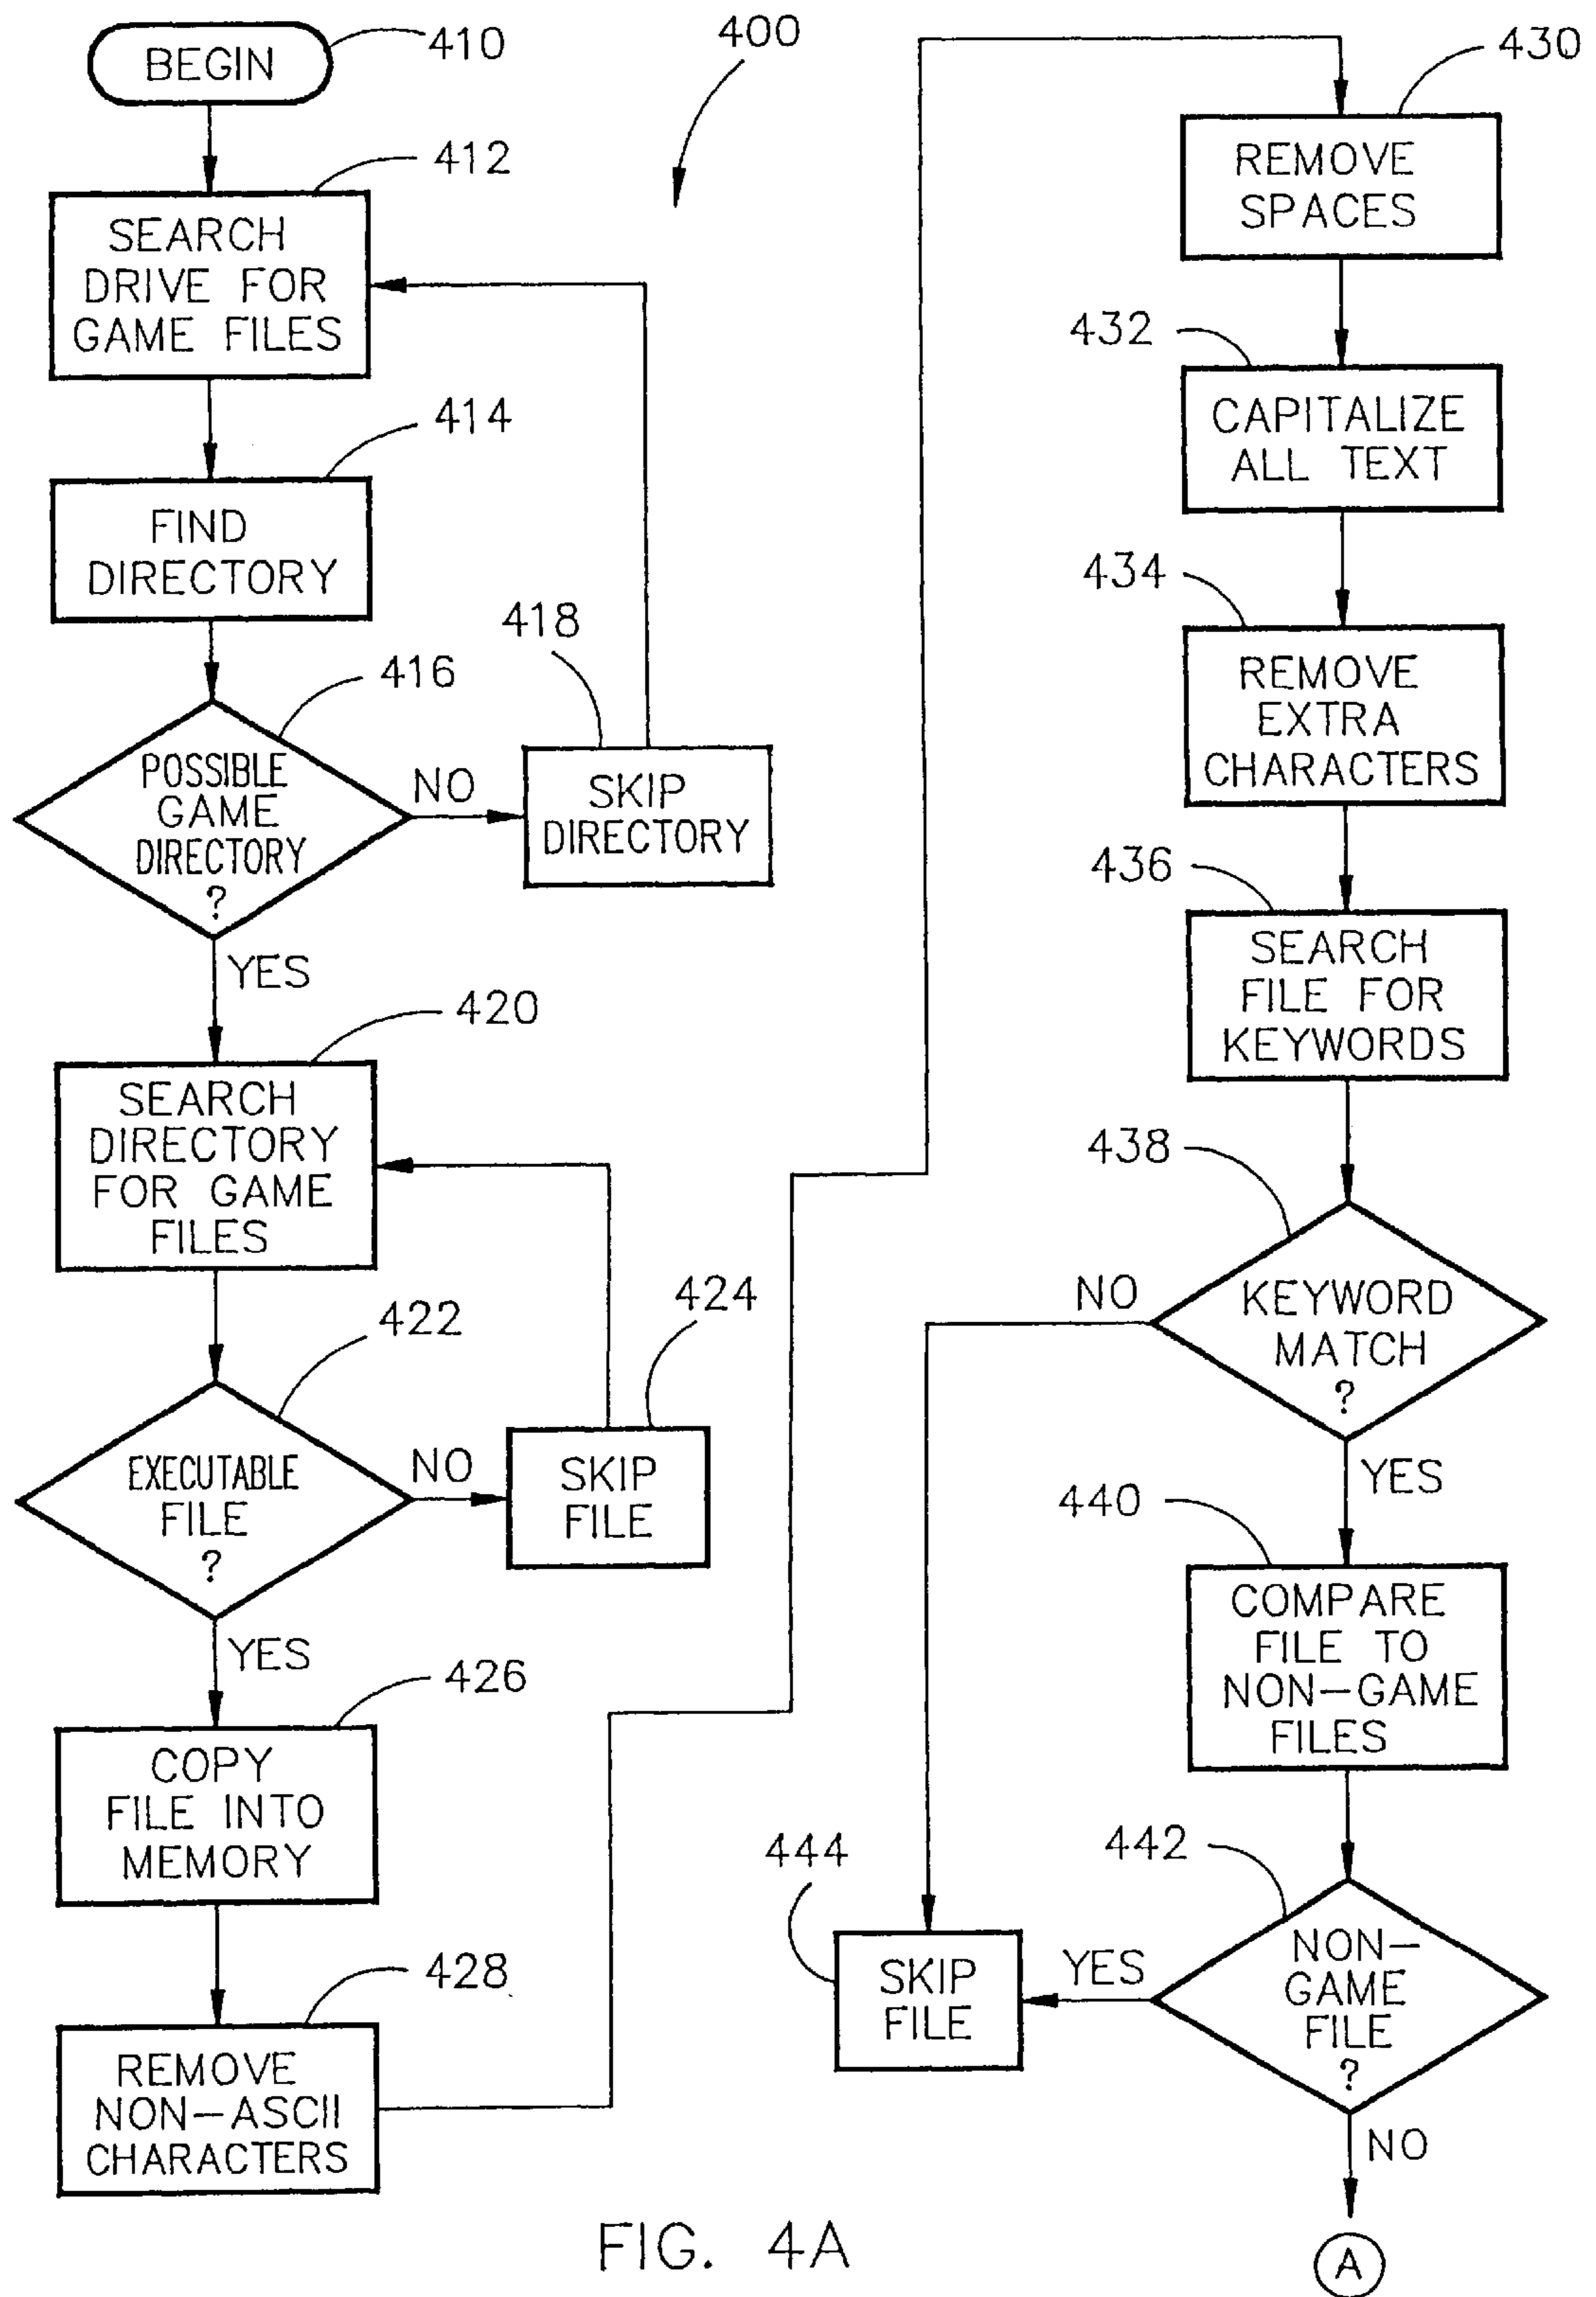 BEGIN
410
400
412
SEARCH
DRIVE FOR
GAME FILES
414
FIND
DIRECTORY
416
POSSIBLE
GAME
DIRECTORY
?
NO
418
SKIP
DIRECTORY
YES
420
SEARCH
DIRECTORY
FOR GAME
FILES
422
EXECUTABLE
FILE
?
NO
424
SKIP
FILE
YES
426
COPY
FILE INTO
MEMORY
428
REMOVE
NON-ASCII
CHARACTERS
430
REMOVE
SPACES
432
CAPITALIZE
ALL TEXT
434
REMOVE
EXTRA
CHARACTERS
436
SEARCH
FILE FOR
KEYWORDS
438
KEYWORD
MATCH
?
NO
YES
440
COMPARE
FILE TO
NON-GAME
FILES
442
NON-
GAME
FILE
?
YES
444
SKIP
FILE
NO
A
FIG. 4A